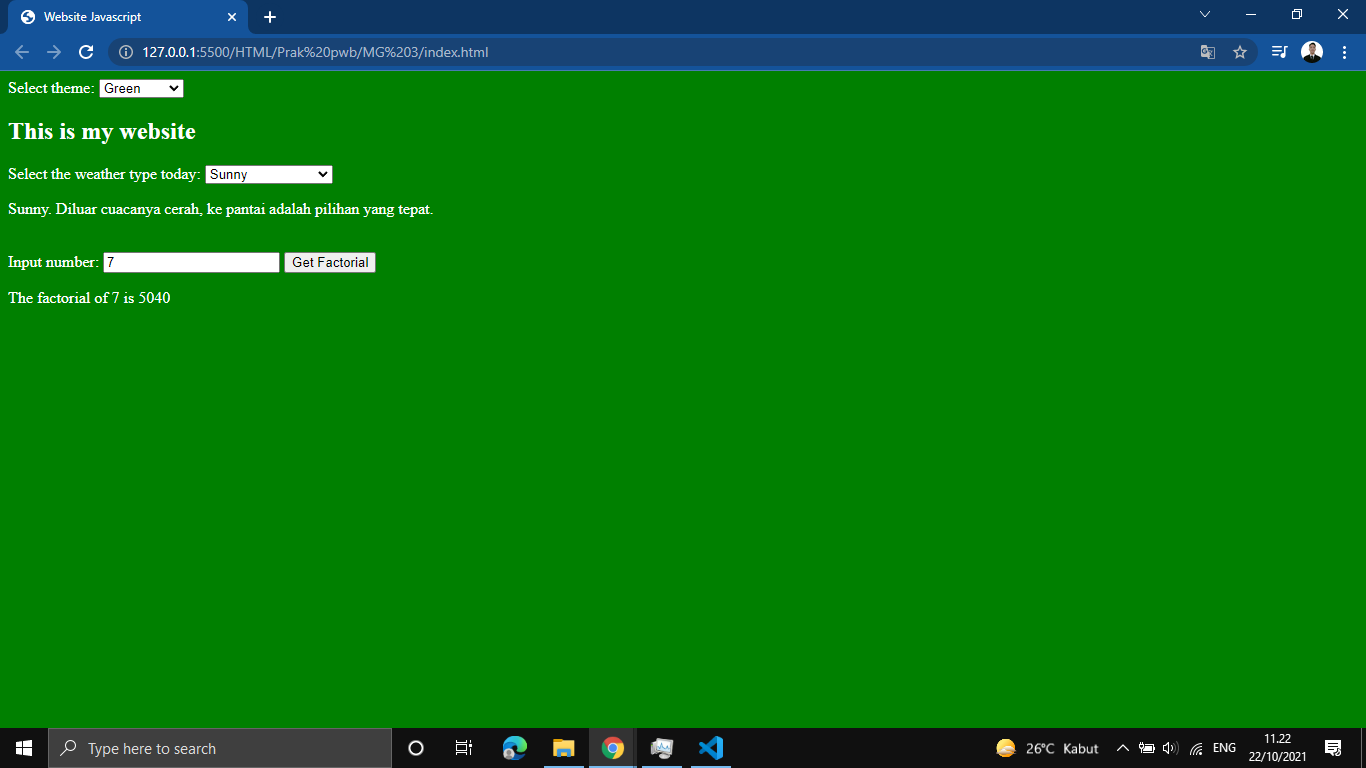 Website Javascript
127.0.0.1:5500/HTML/Prak%20pwb/MG%203/index.html
Select theme: Green
This is my website
Select the weather type today: Sunny
Sunny. Diluar cuacanya cerah, ke pantai adalah pilihan yang tepat.
Input number: 7 Get Factorial
The factorial of 7 is 5040
Type here to search
26°C Kabut
ENG
11.22
22/10/2021